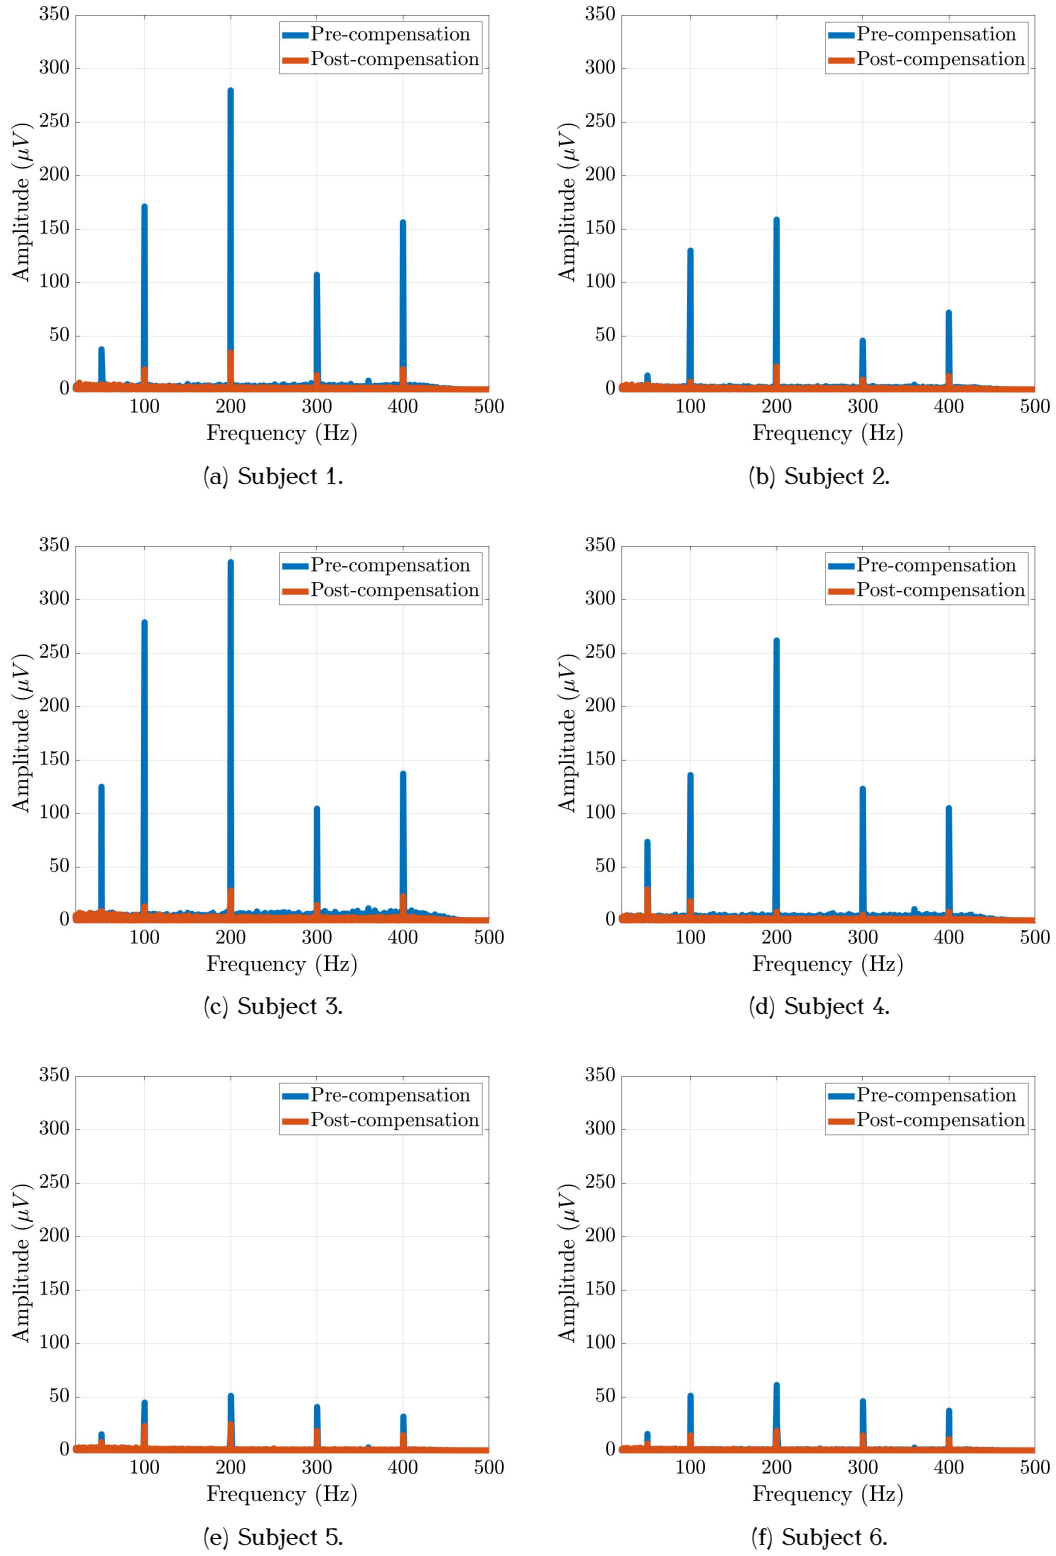 350
300
250
200
150
100
50
0
Amplitude (μV)
Pre-compensation
Post-compensation
100 200 300 400 500
Frequency (Hz)
(a) Subject 1.
350
300
250
200
150
100
50
0
Amplitude (μV)
Pre-compensation
Post-compensation
100 200 300 400 500
Frequency (Hz)
(b) Subject 2.
350
300
250
200
150
100
50
0
Amplitude (μV)
Pre-compensation
Post-compensation
100 200 300 400 500
Frequency (Hz)
(c) Subject 3.
350
300
250
200
150
100
50
0
Amplitude (μV)
Pre-compensation
Post-compensation
100 200 300 400 500
Frequency (Hz)
(d) Subject 4.
350
300
250
200
150
100
50
0
Amplitude (μV)
Pre-compensation
Post-compensation
100 200 300 400 500
Frequency (Hz)
(e) Subject 5.
350
300
250
200
150
100
50
0
Amplitude (μV)
Pre-compensation
Post-compensation
100 200 300 400 500
Frequency (Hz)
(f) Subject 6.